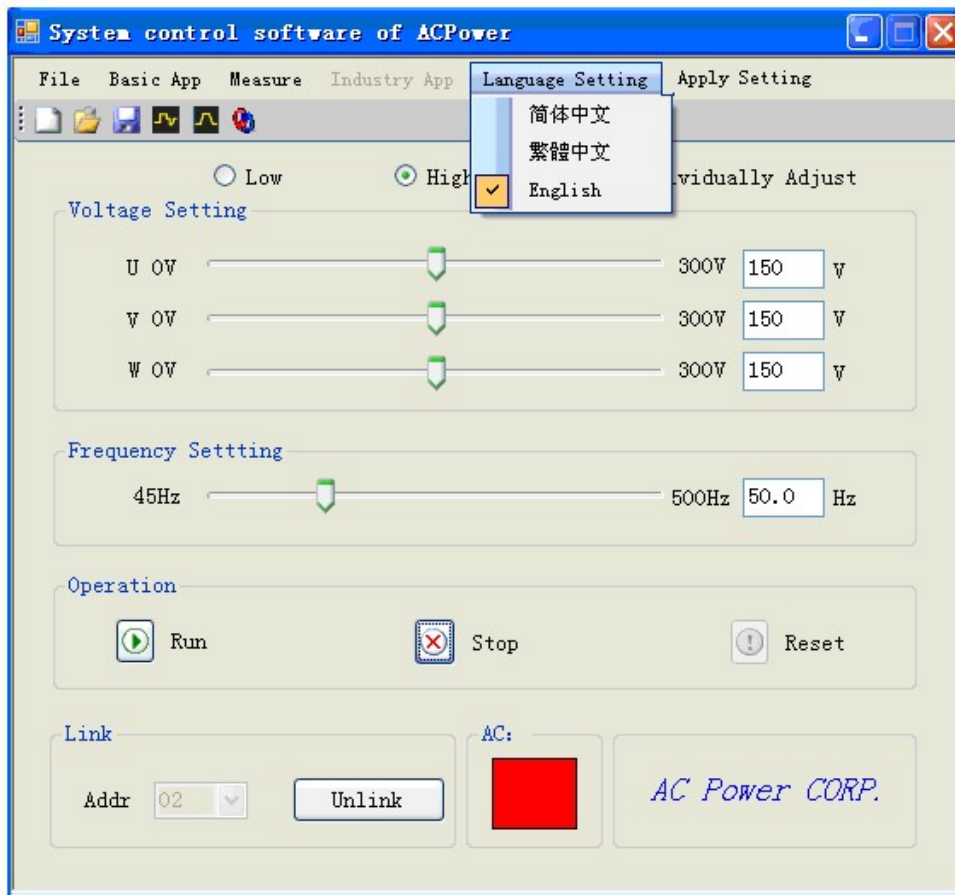 System control software of ACPower
File Basic App Measure Industry App Language Setting Apply Setting
简体中文
繁體中文
English
Low High vidually Adjust
Voltage Setting
U 0V 300V 150 V
V 0V 300V 150 V
W 0V 300V 150 V
Frequency Settting
45Hz 500Hz 50.0 Hz
Operation
Run Stop Reset
Link AC:
Addr 02 Unlink AC Power CORP.